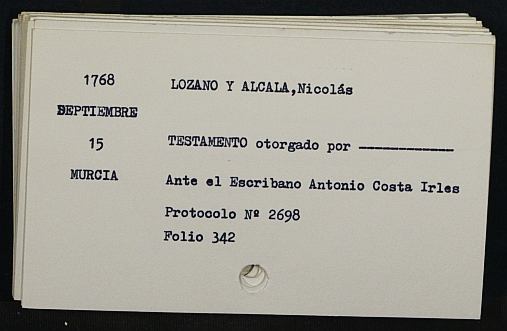 1768 LOZANO Y ALCALA,Nicolás
SEPTIEMBRE
15 TESTAMENTO otorgado por ————————————
MURCIA Ante el Escribano Antonio Costa Irles
Protocolo Nº 2698
Folio 342